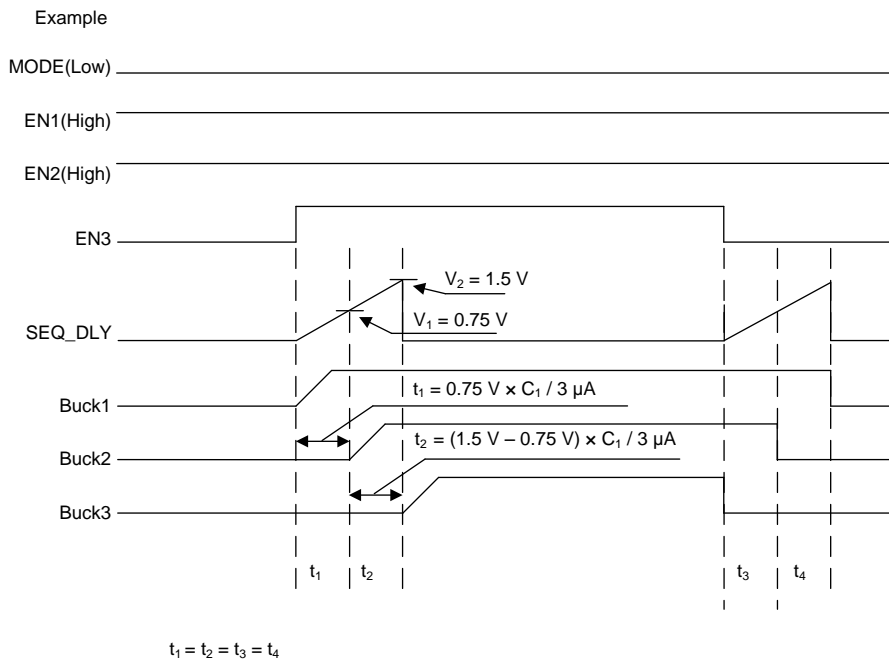 Example
MODE(Low)
EN1(High)
EN2(High)
EN3
V₂ = 1.5 V
V₁ = 0.75 V
SEQ_DLY
t₁ = 0.75 V × C₁ / 3 µA
Buck1
t₂ = (1.5 V – 0.75 V) × C₁ / 3 µA
Buck2
Buck3
t₁ t₂ t₃ t₄
t₁ = t₂ = t₃ = t₄